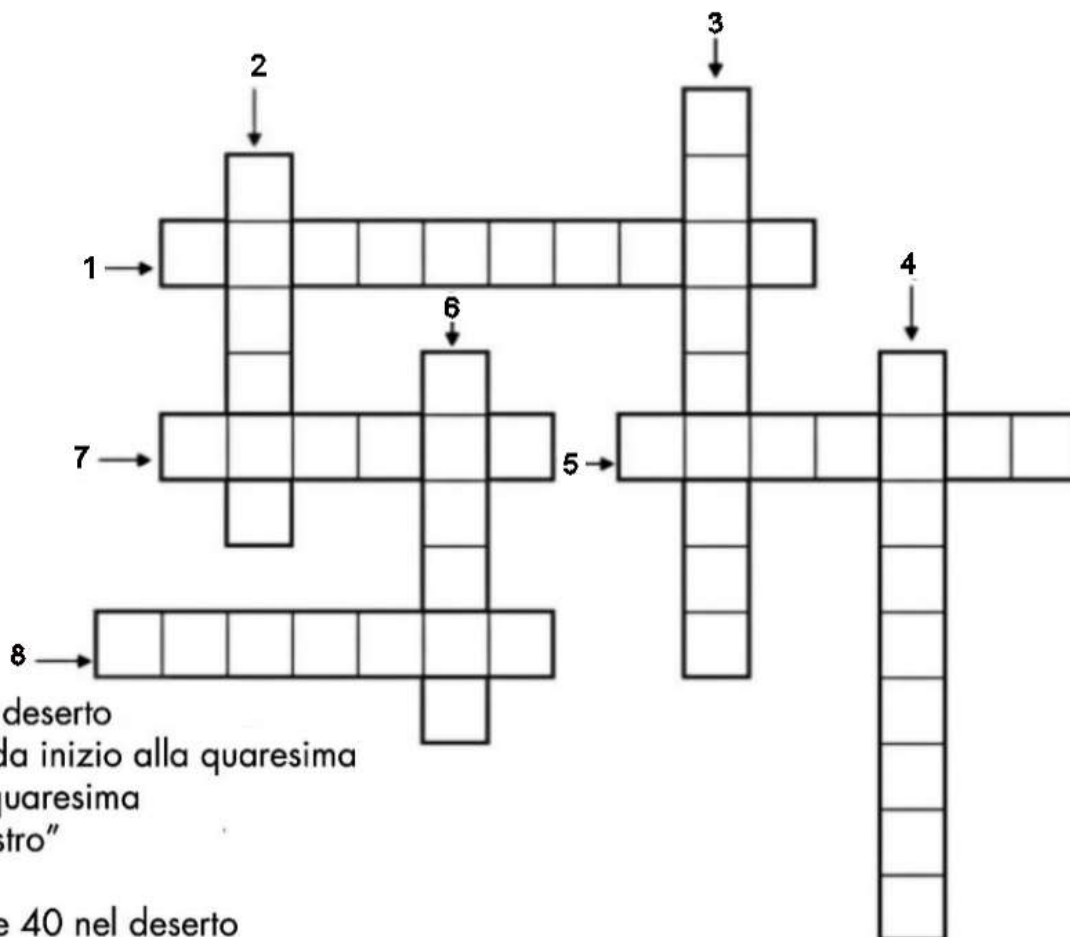 3
2
4
1
6
7
5
8
deserto
da inizio alla quaresima
quaresima
stro”
e 40 nel deserto